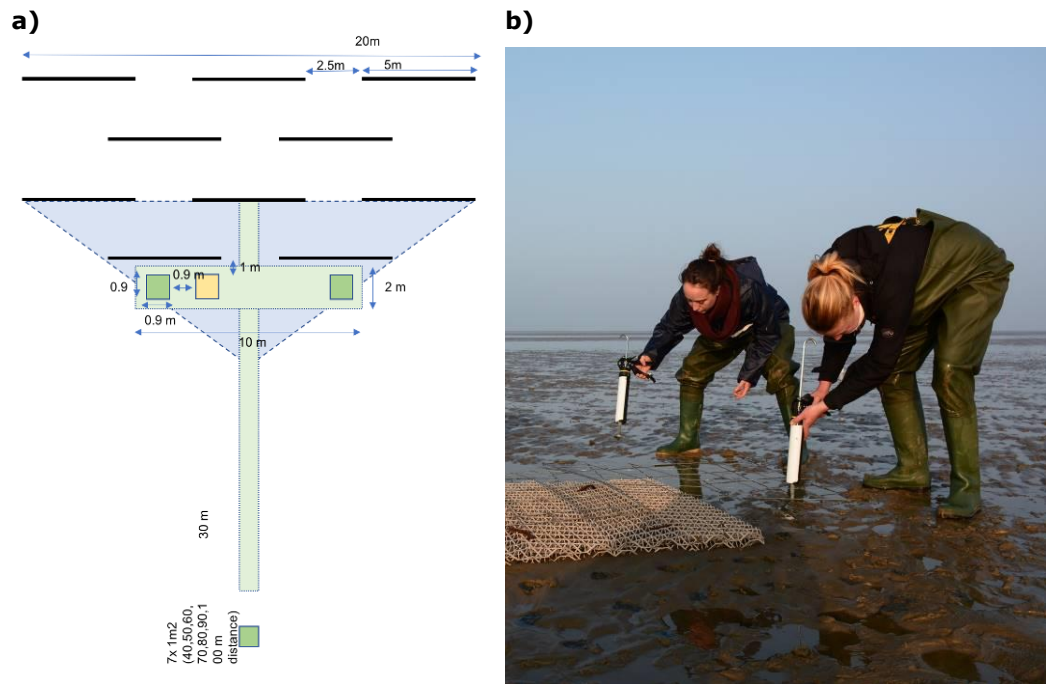 a)
b)
20m
2.5m
5m
1 m
0.9 m
0.9
2 m
0.9 m
10 m
30 m
7x 1m2
(40,50,60,
70,80,90,1
00 m
distance)